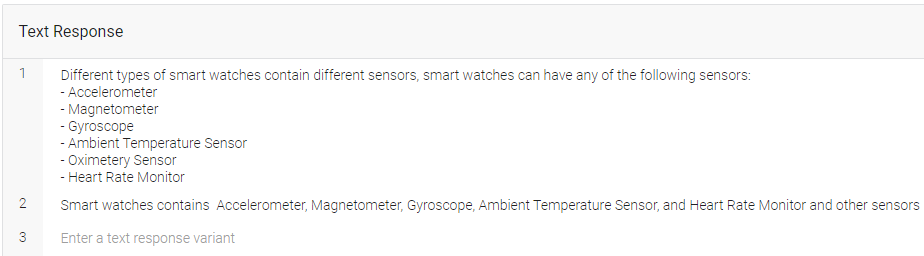 Text Response
1 Different types of smart watches contain different sensors, smart watches can have any of the following sensors:
- Accelerometer
- Magnetometer
- Gyroscope
- Ambient Temperature Sensor
- Oximetery Sensor
- Heart Rate Monitor
2 Smart watches contains  Accelerometer, Magnetometer, Gyroscope, Ambient Temperature Sensor, and Heart Rate Monitor and other sensors
3 Enter a text response variant